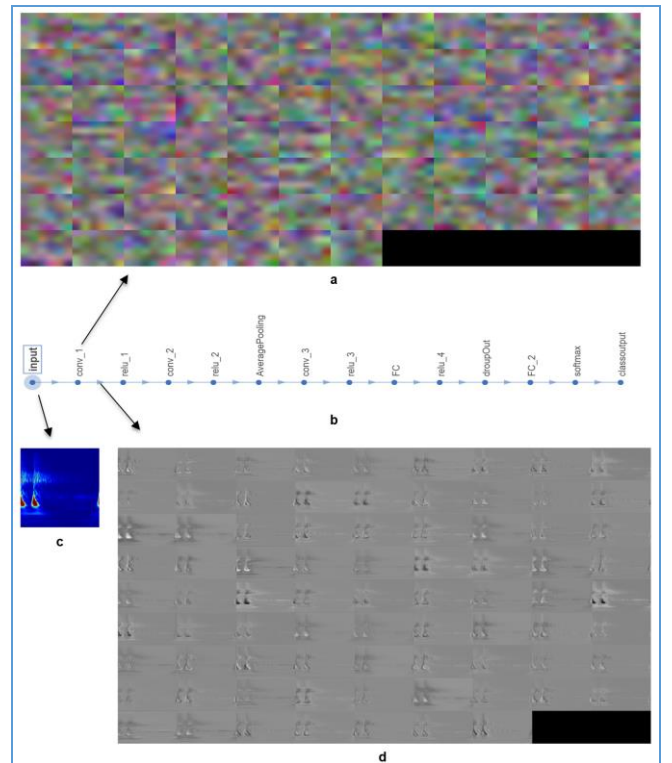 a
input
conv_1
relu_1
conv_2
relu_2
AveragePooling
conv_3
relu_3
FC
relu_4
droupOut
FC_2
softmax
classoutput
b
c
d